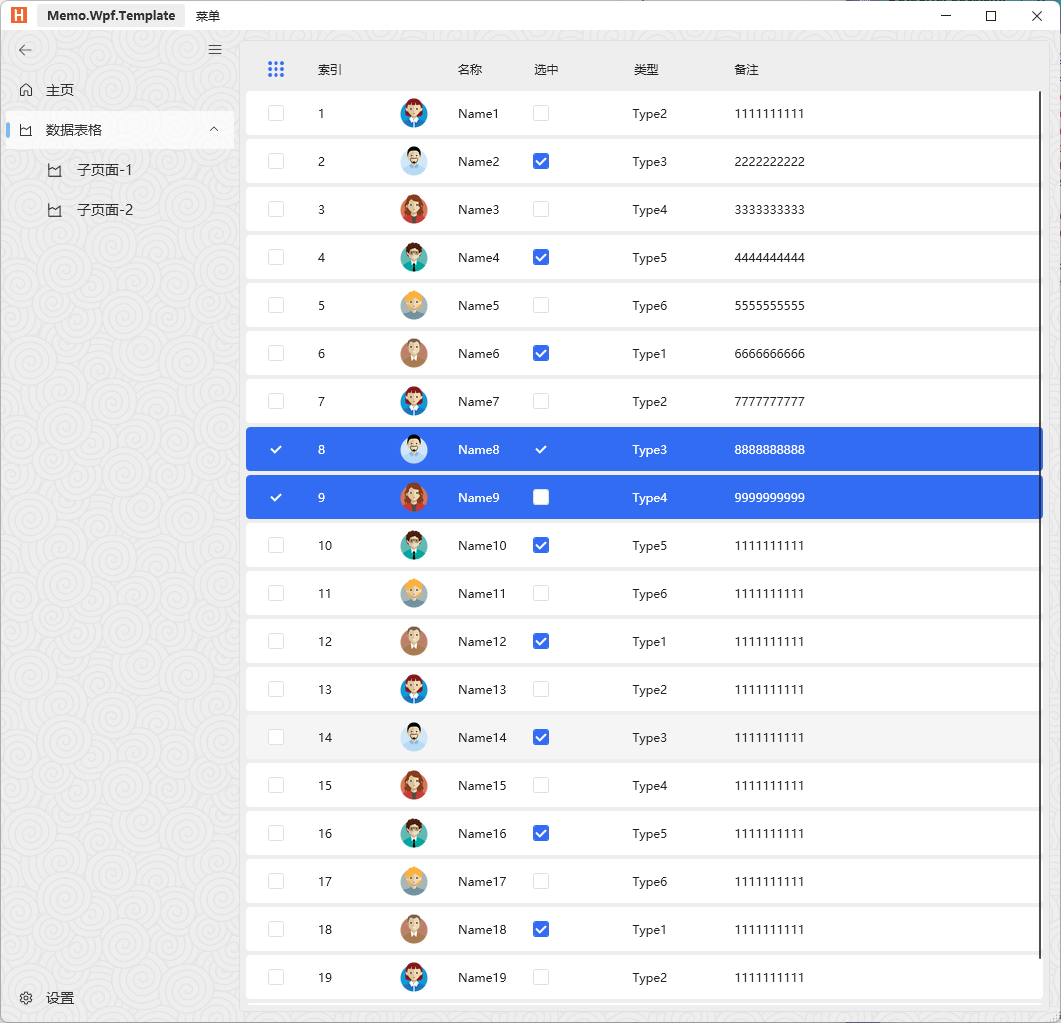 H Memo.Wpf.Template 菜单
主页
数据表格
子页面-1
子页面-2
设置
索引 名称 选中 类型 备注
1 Name1 Type2 1111111111
2 Name2 Type3 2222222222
3 Name3 Type4 3333333333
4 Name4 Type5 4444444444
5 Name5 Type6 5555555555
6 Name6 Type1 6666666666
7 Name7 Type2 7777777777
8 Name8 Type3 8888888888
9 Name9 Type4 9999999999
10 Name10 Type5 1111111111
11 Name11 Type6 1111111111
12 Name12 Type1 1111111111
13 Name13 Type2 1111111111
14 Name14 Type3 1111111111
15 Name15 Type4 1111111111
16 Name16 Type5 1111111111
17 Name17 Type6 1111111111
18 Name18 Type1 1111111111
19 Name19 Type2 1111111111